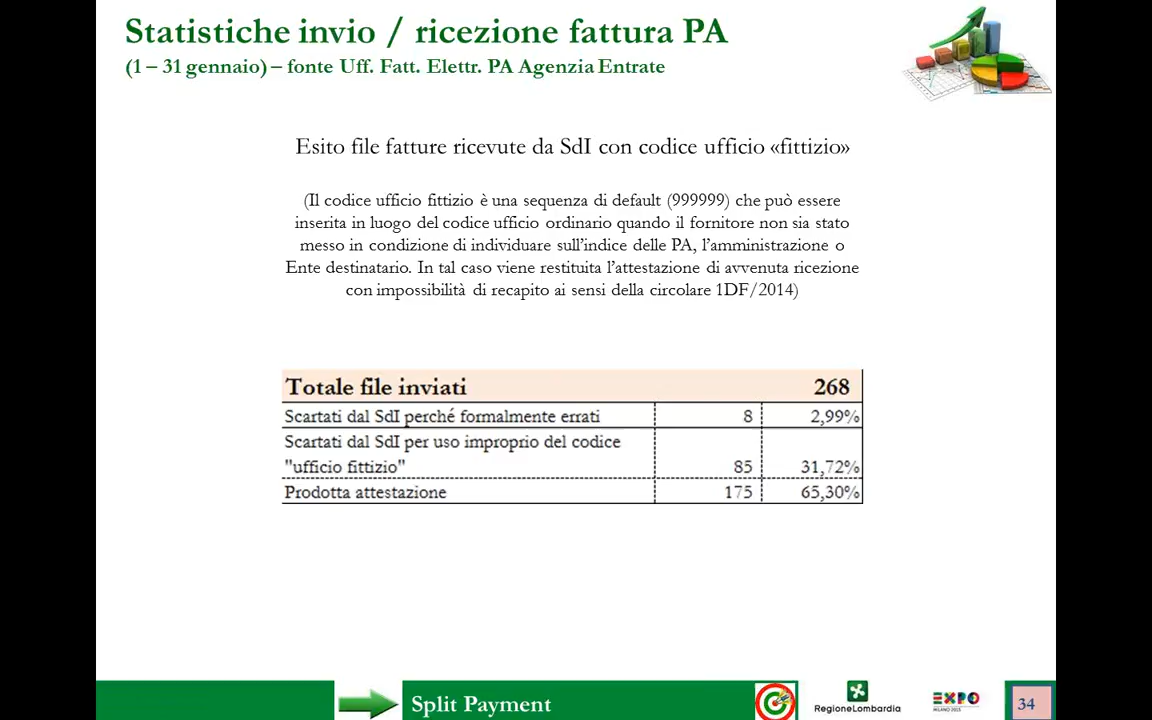 Statistiche invio / ricezione fattura PA
(1 – 31 gennaio) – fonte Uff. Fatt. Elettr. PA Agenzia Entrate
Esito file fatture ricevute da SdI con codice ufficio «fittizio»
(Il codice ufficio fittizio è una sequenza di default (999999) che può essere
inserita in luogo del codice ufficio ordinario quando il fornitore non sia stato
messo in condizione di individuare sull'indice delle PA, l'amministrazione o
Ente destinatario. In tal caso viene restituita l'attestazione di avvenuta ricezione
con impossibilità di recapito ai sensi della circolare 1DF/2014)
Totale file inviati 268
Scartati dal SdI perché formalmente errati 8 2,99%
Scartati dal SdI per uso improprio del codice
"ufficio fittizio" 85 31,72%
Prodotta attestazione 175 65,30%
Split Payment
RegioneLombardia
EXPO
MILANO 2015
34